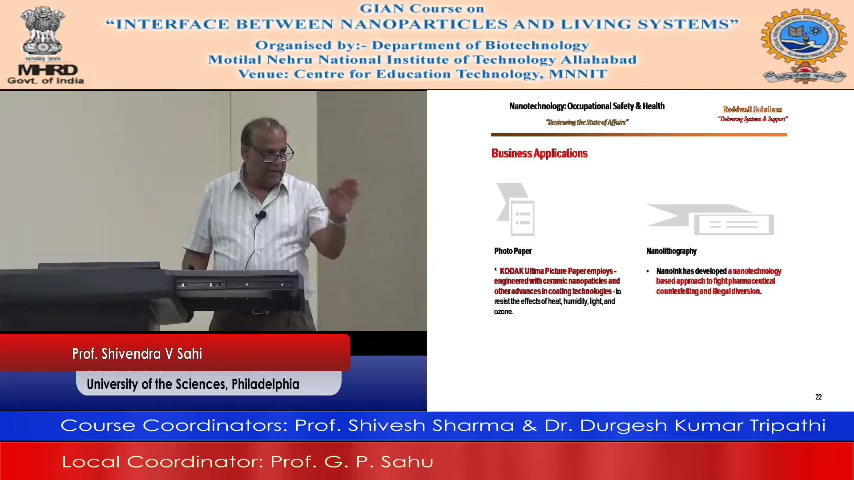 GIAN Course on
“INTERFACE BETWEEN NANOPARTICLES AND LIVING SYSTEMS”
Organised by:- Department of Biotechnology
Motilal Nehru National Institute of Technology Allahabad
Venue: Centre for Education Technology, MNNIT
MHRD
Govt. of India
Nanotechnology: Occupational Safety & Health
"Reviewing the State of Affairs"
Reddwall Solutions
"Delivering Systems & Support"
Business Applications
Photo Paper
* KODAK Ultima Picture Paper employs -
engineered with ceramic nanopaticles and
other advances in coating technologies - to
resist the effects of heat, humidity, light, and
ozone.
Nanolithography
• NanoInk has developed a nanotechnology
based approach to fight pharmaceutical
counterfeiting and illegal diversion.
22
Prof. Shivendra V Sahi
University of the Sciences, Philadelphia
Course Coordinators: Prof. Shivesh Sharma & Dr. Durgesh Kumar Tripathi
Local Coordinator: Prof. G. P. Sahu